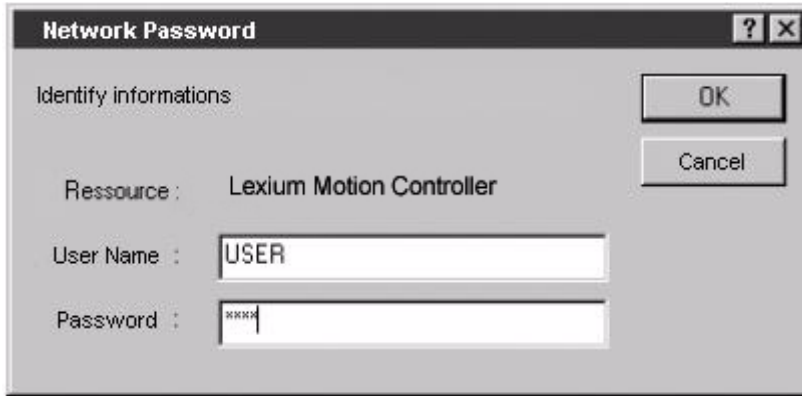 Network Password
? X
Identify informations
OK
Cancel
Ressource : Lexium Motion Controller
User Name : USER
Password : ****